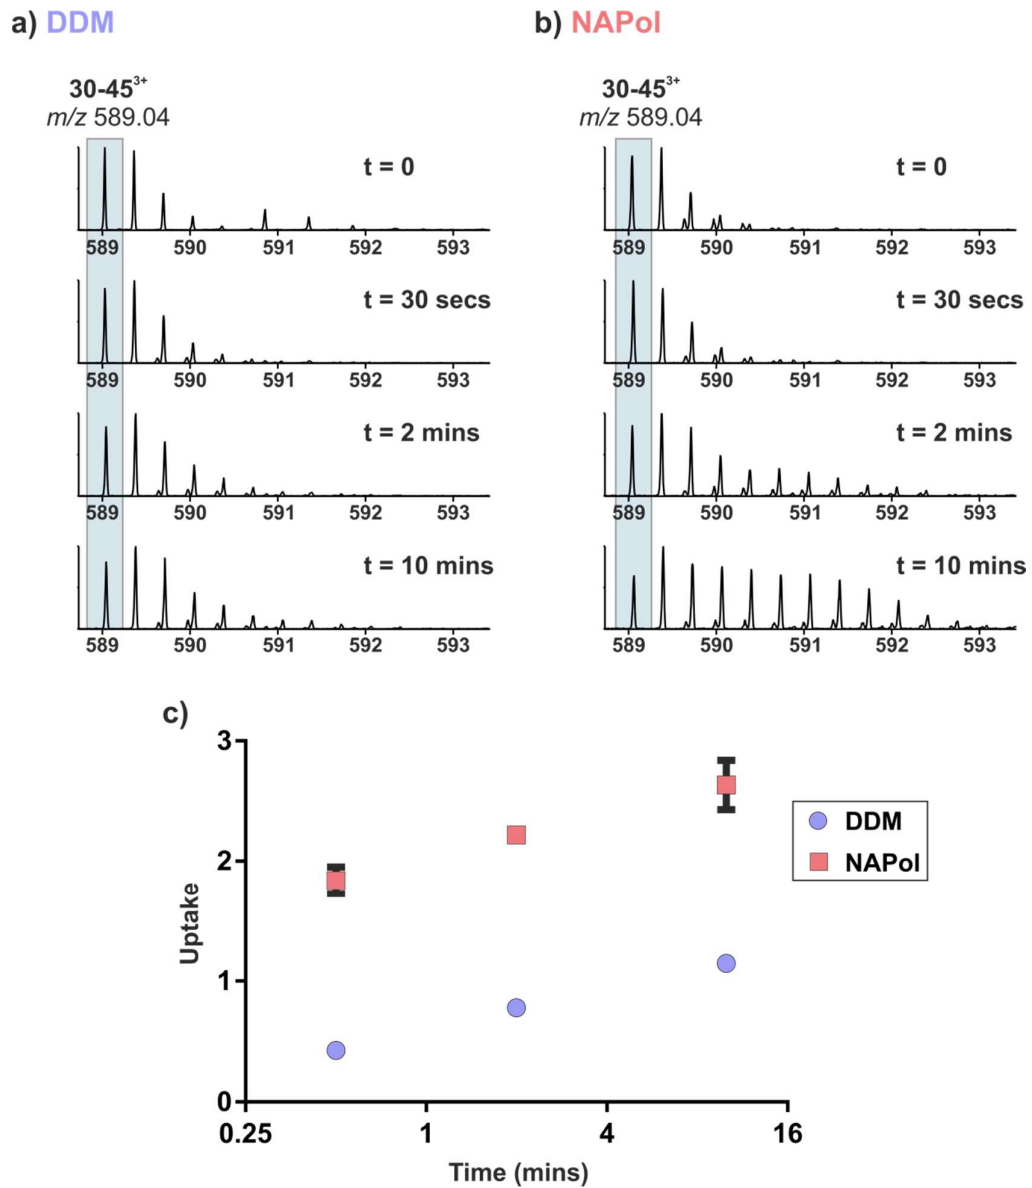 a) DDM
30-45³⁺
m/z 589.04
t = 0
589 590 591 592 593
t = 30 secs
589 590 591 592 593
t = 2 mins
589 590 591 592 593
t = 10 mins
589 590 591 592 593
b) NAPol
30-45³⁺
m/z 589.04
t = 0
589 590 591 592 593
t = 30 secs
589 590 591 592 593
t = 2 mins
589 590 591 592 593
t = 10 mins
589 590 591 592 593
c)
Uptake
3
2
1
0
0.25 1 4 16
Time (mins)
DDM
NAPol